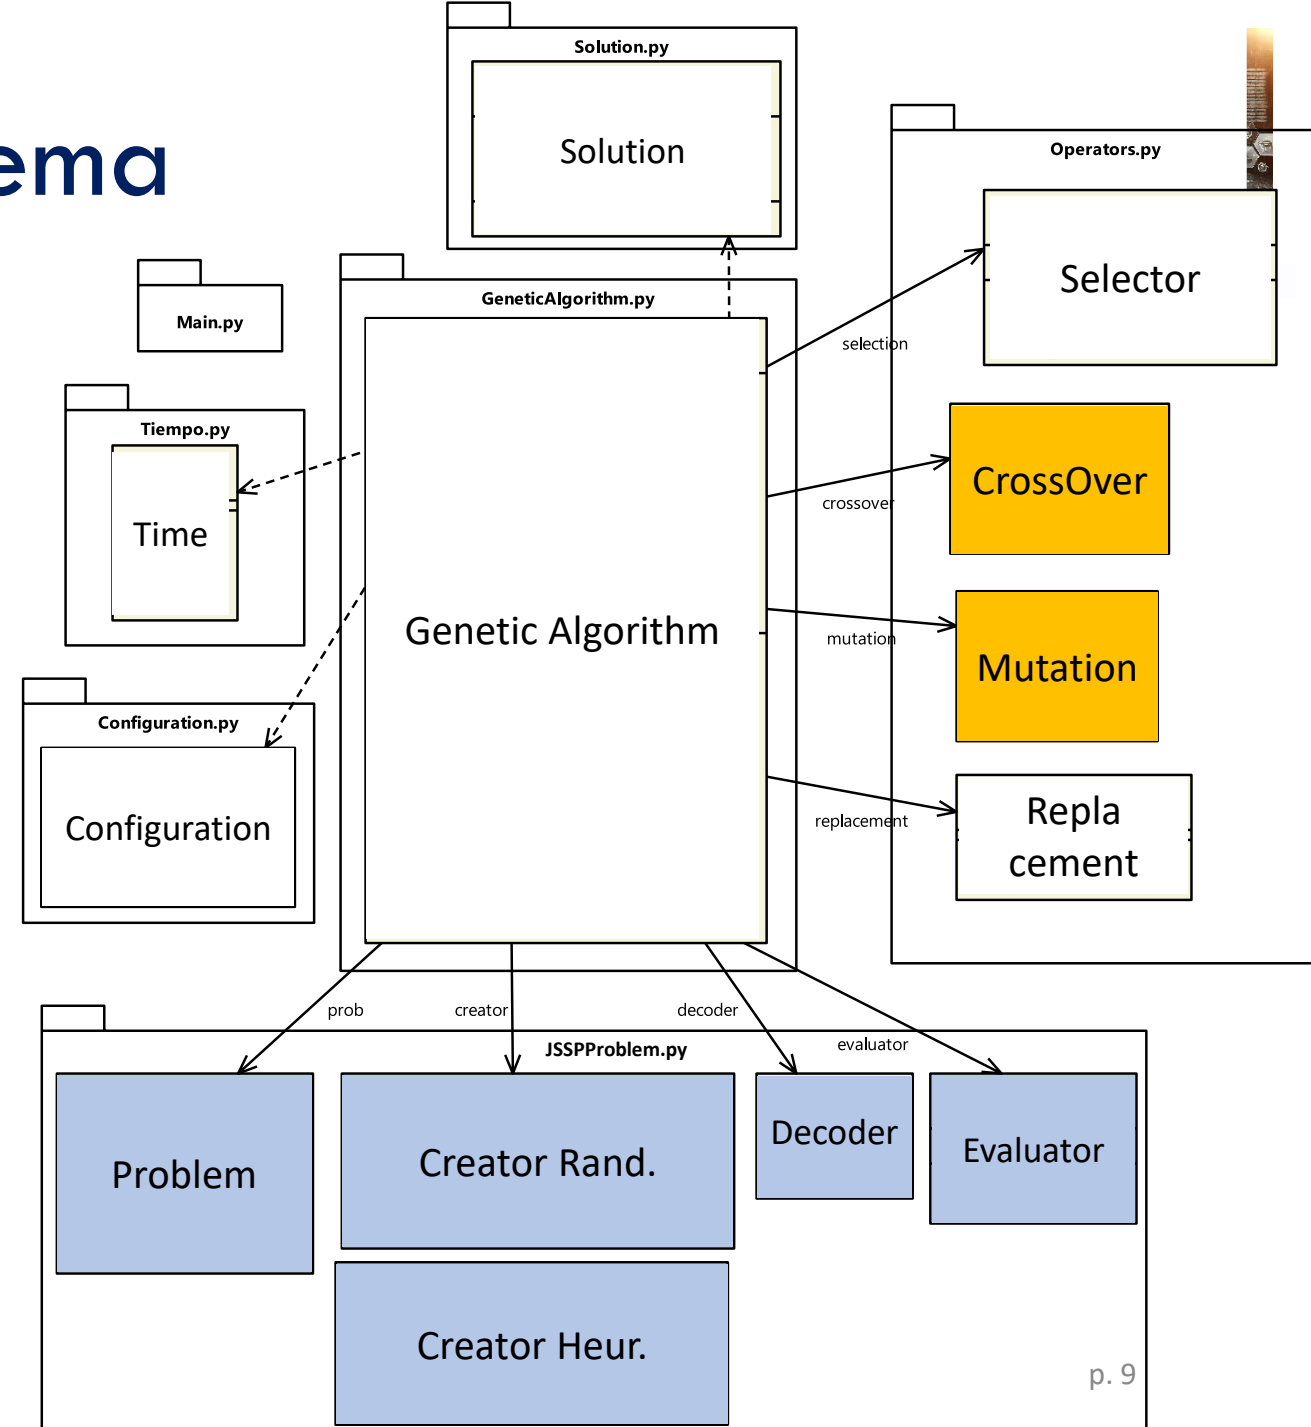 ema
Solution.py
Solution
Operators.py
Selector
Main.py
GeneticAlgorithm.py
selection
Tiempo.py
Time
crossover
CrossOver
Genetic Algorithm
mutation
Mutation
Configuration.py
Configuration
replacement
Repla
cement
prob
creator
decoder
evaluator
JSSPProblem.py
Problem
Creator Rand.
Decoder
Evaluator
Creator Heur.
p. 9